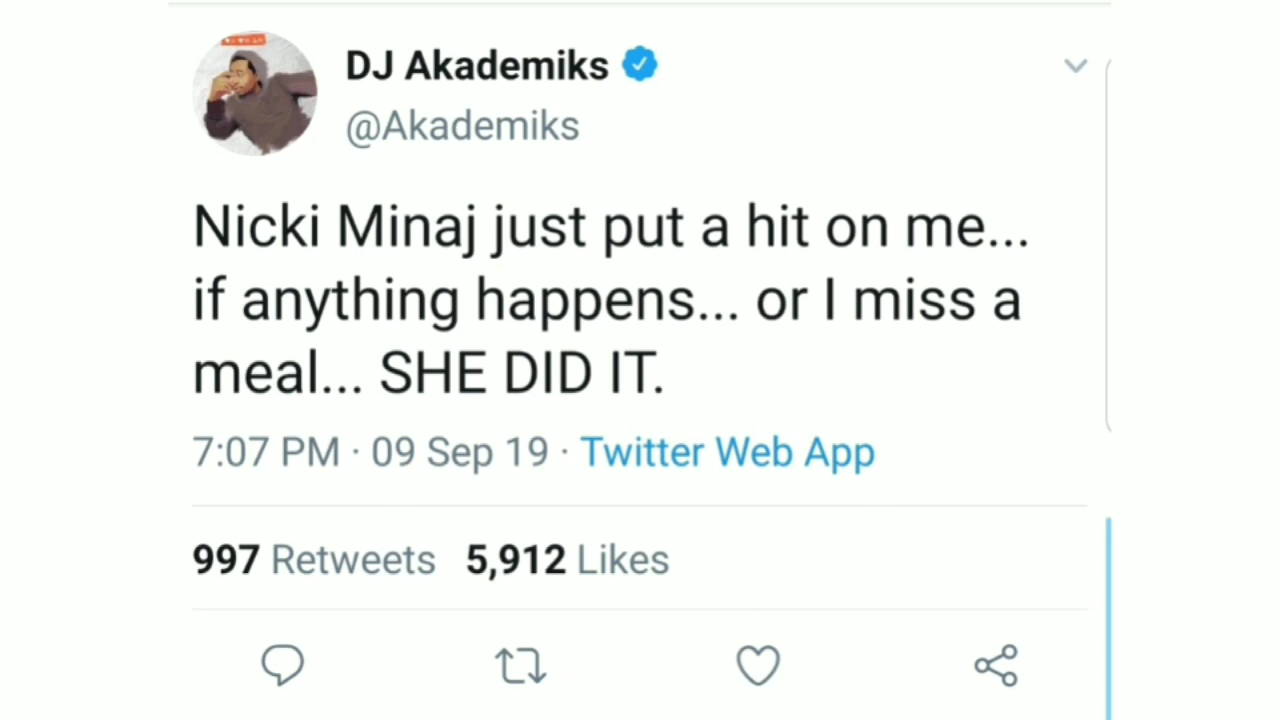 DJ Akademiks
@Akademiks
Nicki Minaj just put a hit on me...
if anything happens... or I miss a
meal... SHE DID IT.
7:07 PM · 09 Sep 19 · Twitter Web App
997 Retweets 5,912 Likes